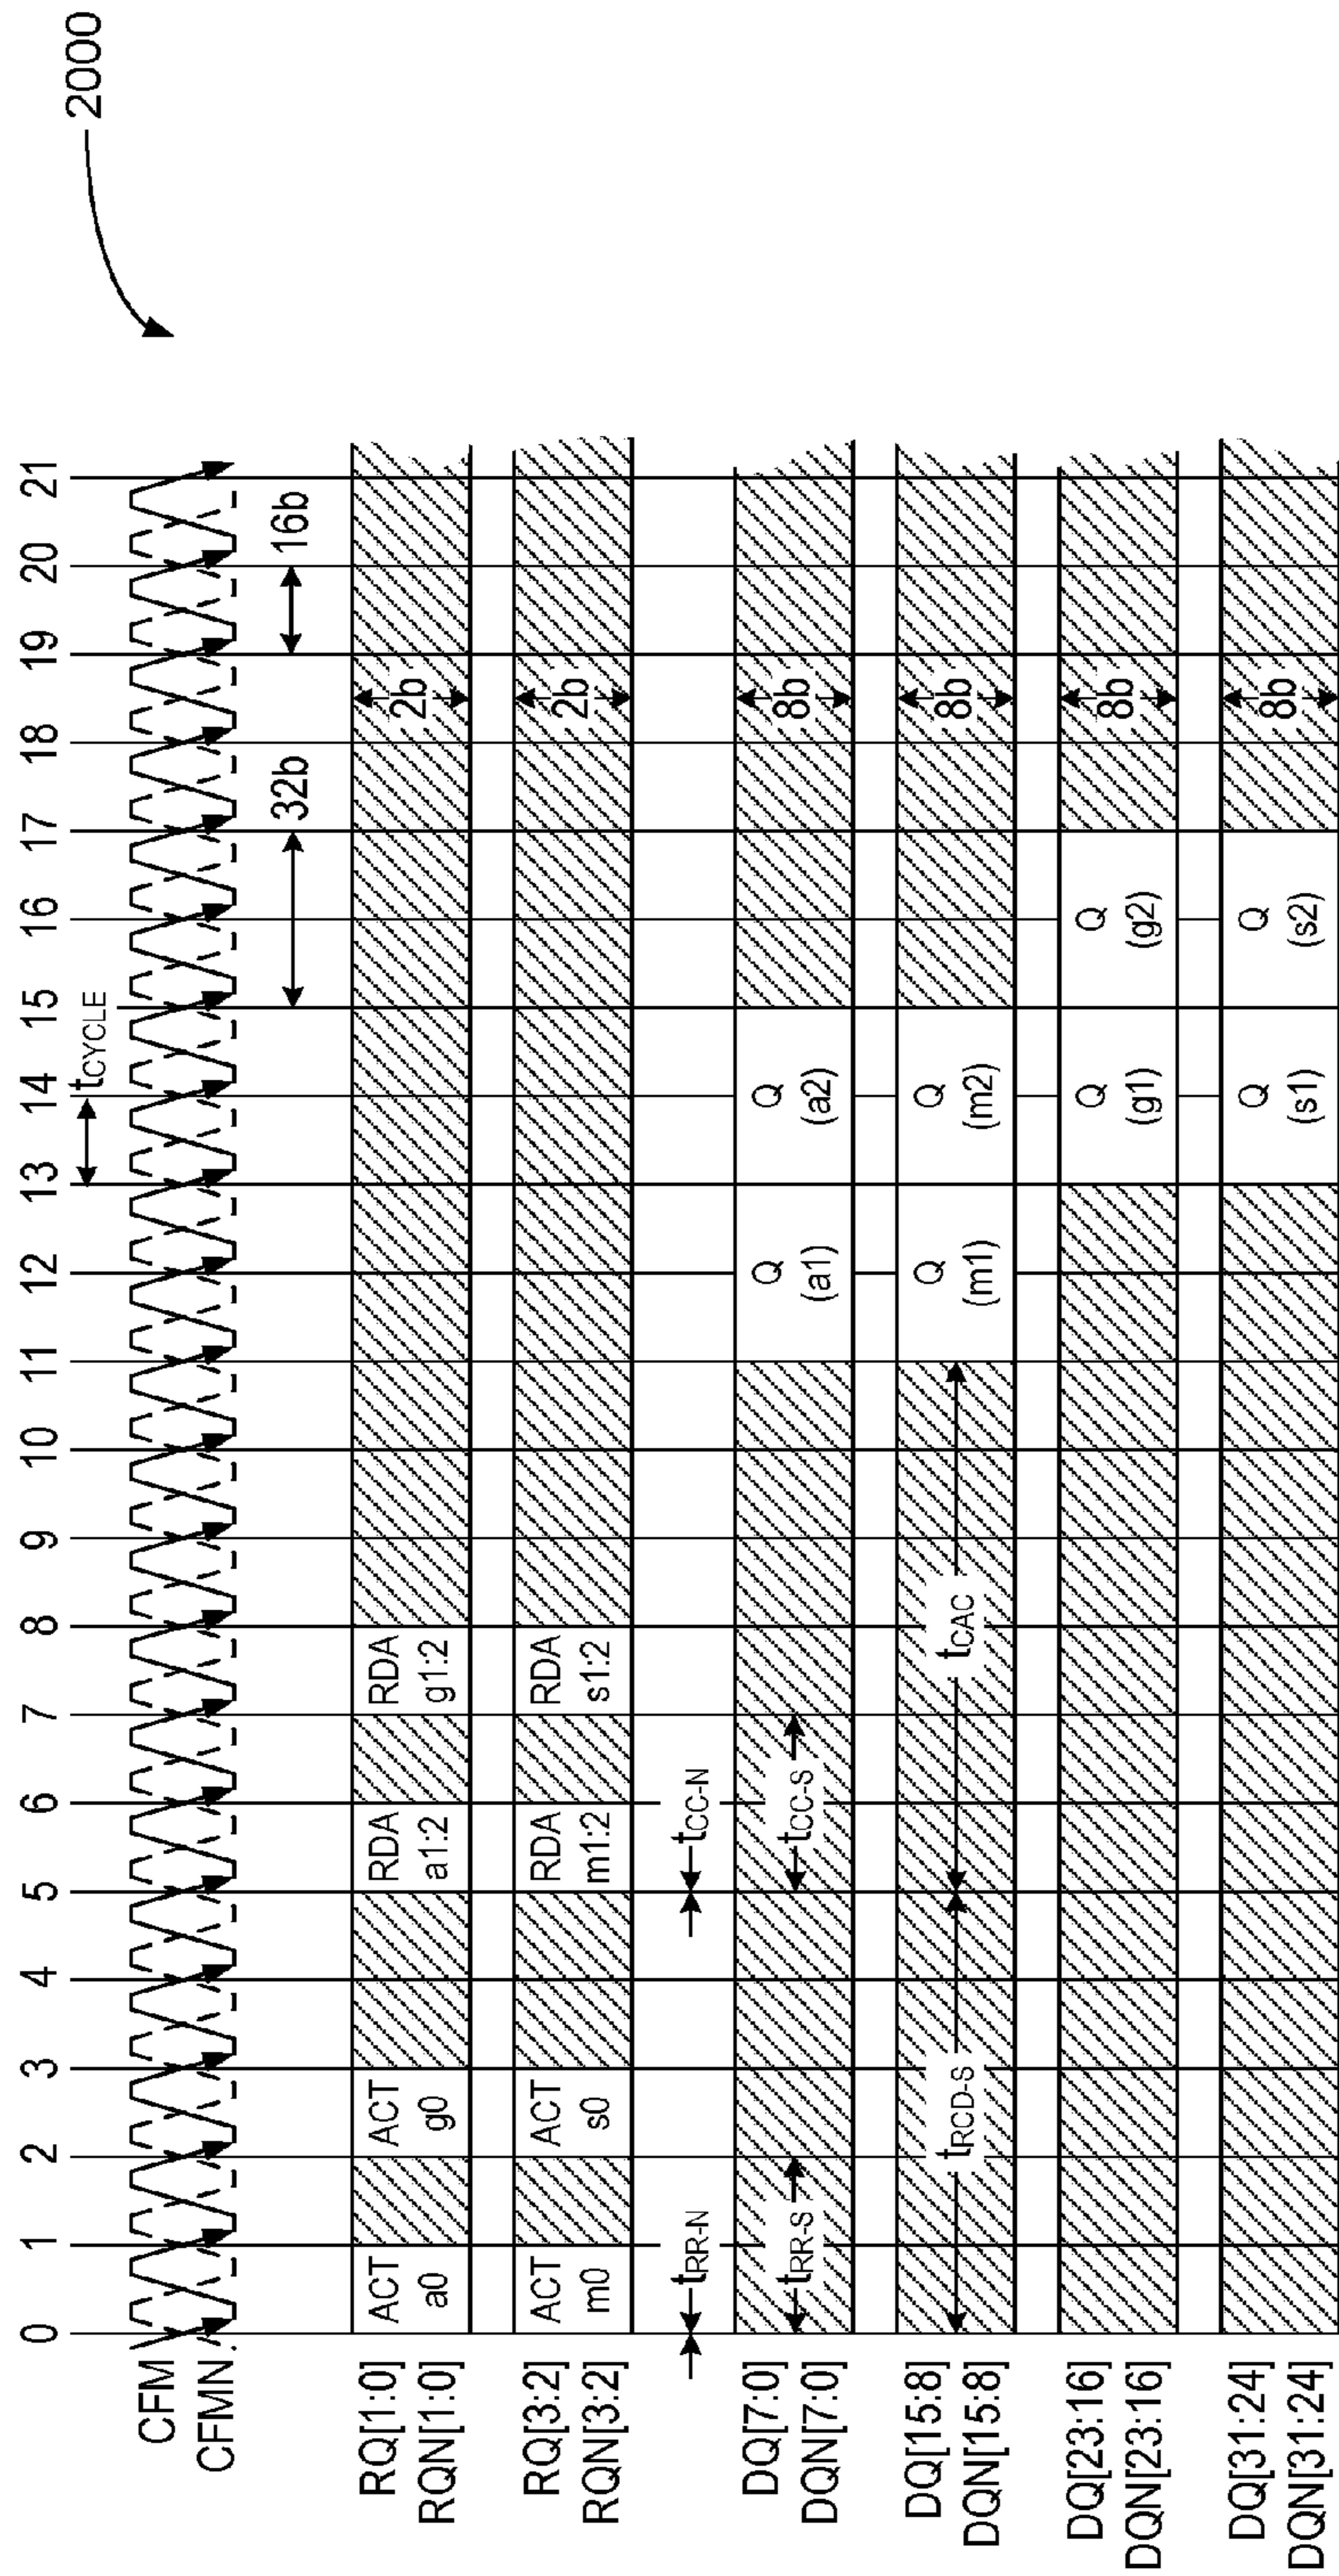 2000
0 1 2 3 4 5 6 7 8 9 10 11 12 13 14 15 16 17 18 19 20 21
tCYCLE
CFM
CFMN
32b 16b
RQ[1:0] ACT RDA RDA
RQN[1:0] a0 a1:2 g1:2 2b
ACT
g0
RQ[3:2] ACT ACT RDA RDA
RQN[3:2] m0 s0 m1:2 s1:2 2b
tRR-N tCC-N
DQ[7:0] Q Q
DQN[7:0] tRR-S tCC-S (a1) (a2) 8b
DQ[15:8] Q Q
DQN[15:8] tRCD-S tCAC (m1) (m2) 8b
DQ[23:16] Q Q
DQN[23:16] (g1) (g2) 8b
DQ[31:24] Q Q
DQN[31:24] (s1) (s2) 8b